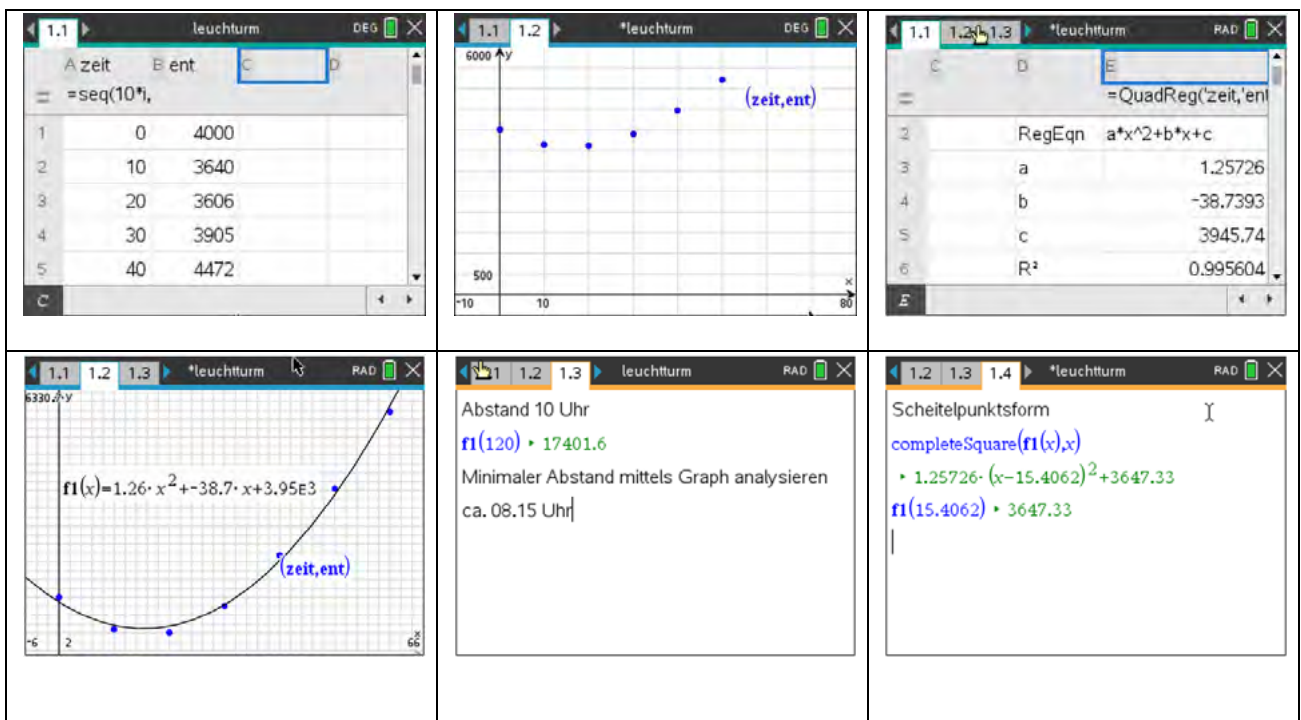 1.1 leuchtturm DEG
A zeit B ent C D
=
=seq(10*i,
1 0 4000
2 10 3640
3 20 3606
4 30 3905
5 40 4472
C
1.1 1.2 *leuchtturm DEG
6000 y
(zeit,ent)
500
x
-10 10 80
1.1 1.2 1.3 *leuchtturm RAD
C D E
= =QuadReg('zeit,'ent
2 RegEqn a*x^2+b*x+c
3 a 1.25726
4 b -38.7393
5 c 3945.74
6 R² 0.995604
E
1.1 1.2 1.3 *leuchtturm RAD
6330. y
f1(x)=1.26·x²+-38.7·x+3.95E3
(zeit,ent)
x
-6 2 66
1.2 1.3 leuchtturm RAD
Abstand 10 Uhr
f1(120) ▸ 17401.6
Minimaler Abstand mittels Graph analysieren
ca. 08.15 Uhr
1.2 1.3 1.4 *leuchtturm RAD
Scheitelpunktsform
completeSquare(f1(x),x)
▸ 1.25726·(x-15.4062)²+3647.33
f1(15.4062) ▸ 3647.33